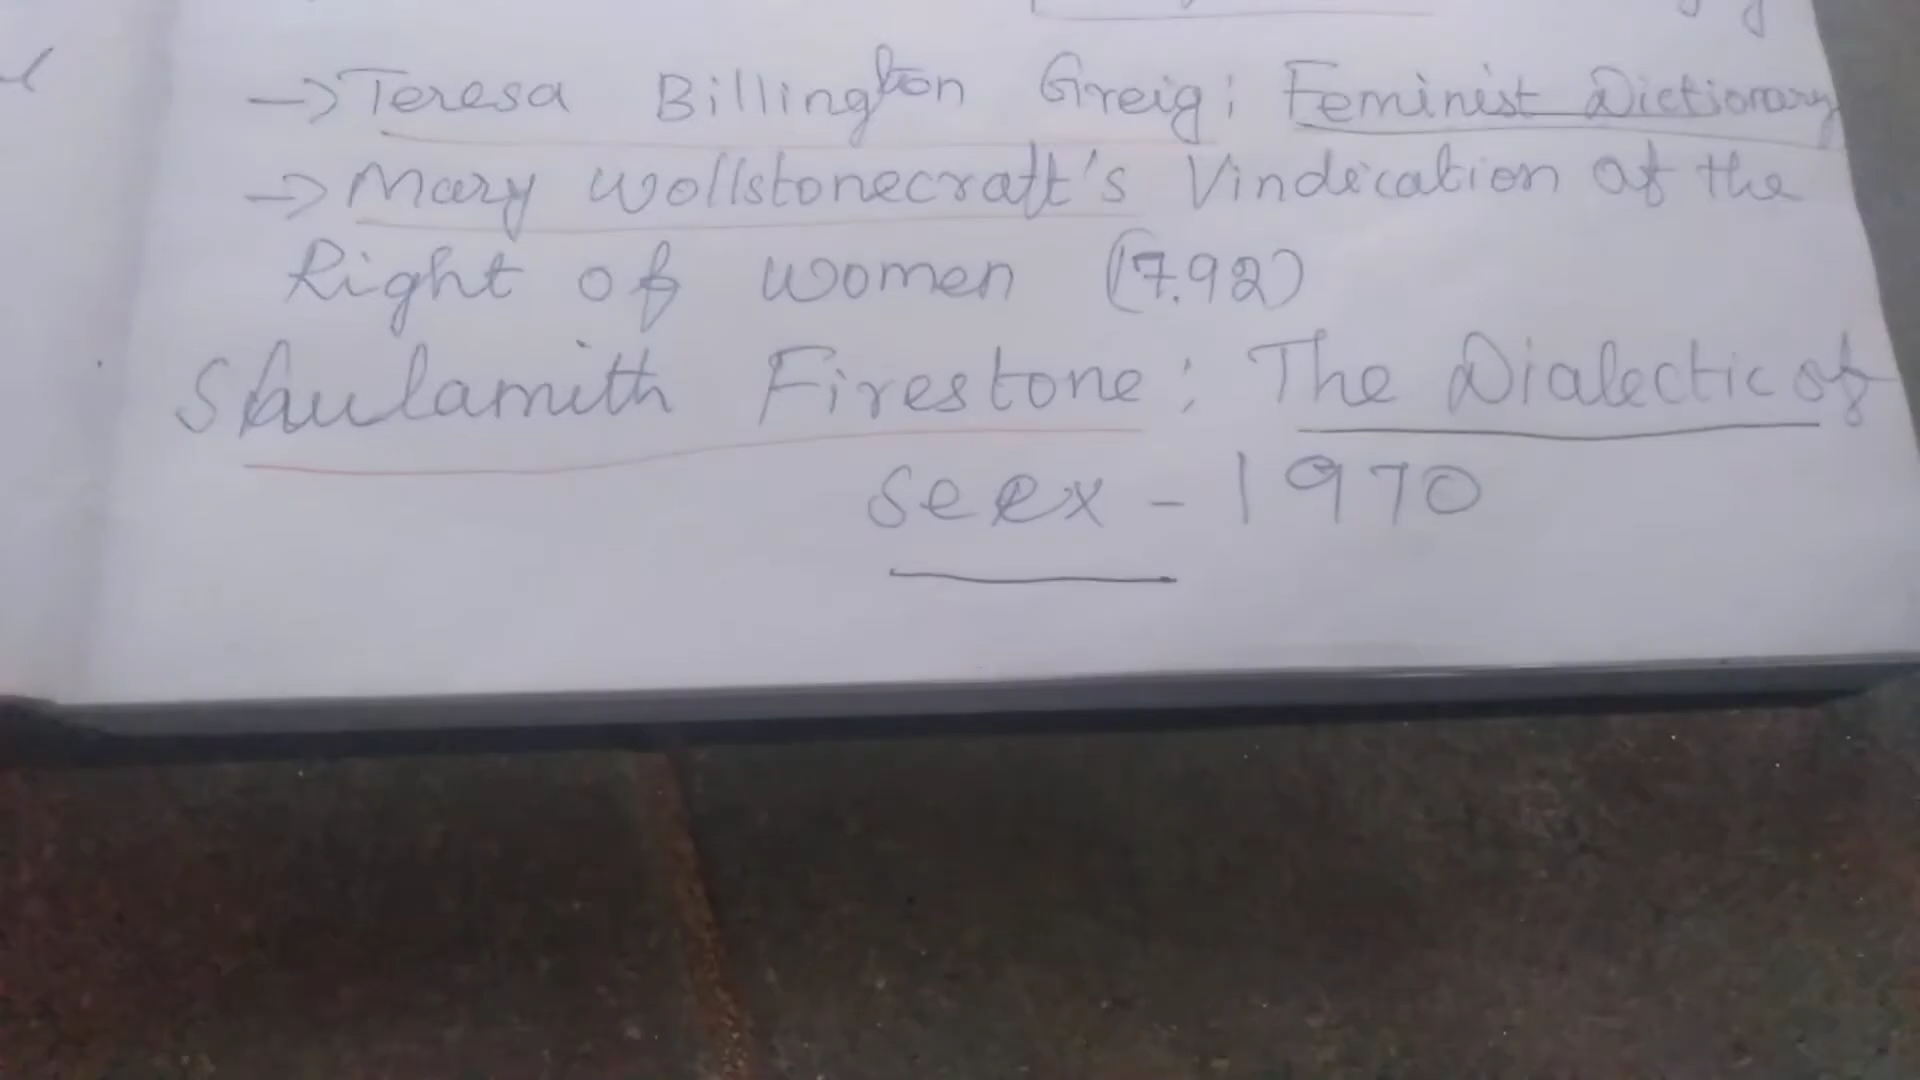 → Teresa Billington Greig: Feminist Dictionary
→ Mary Wollstonecraft's Vindication of the
Right of women (1792)
Shulamith Firestone: The Dialectic of
seex - 1970